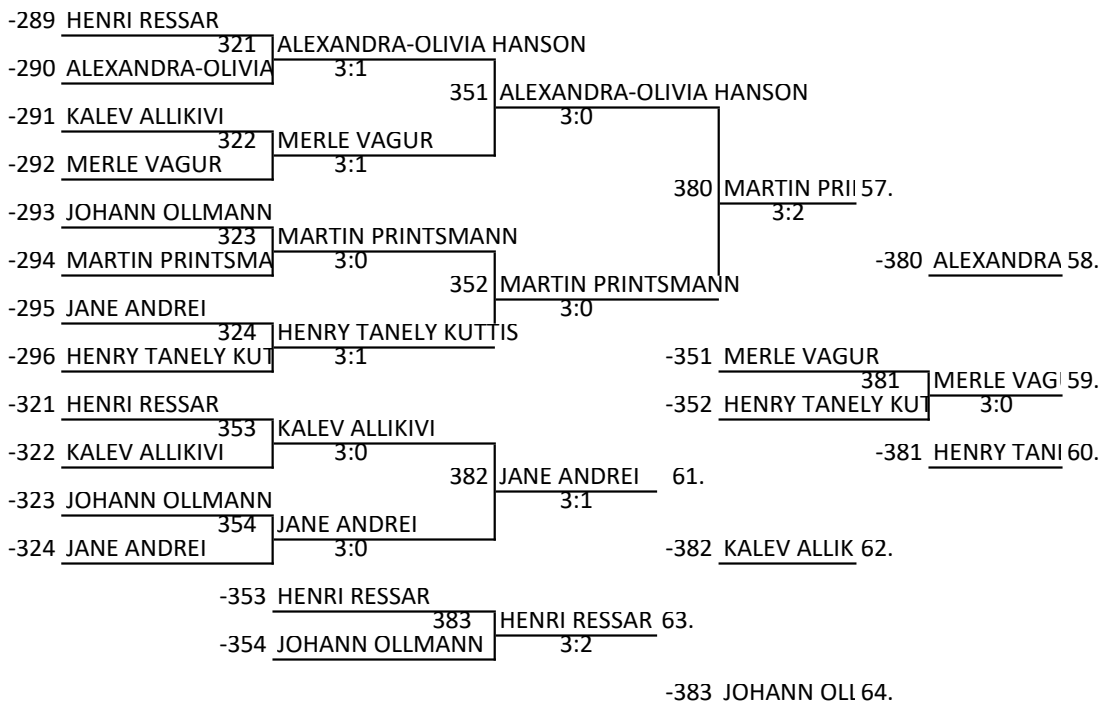 -289 HENRI RESSAR
321 ALEXANDRA-OLIVIA HANSON
-290 ALEXANDRA-OLIVIA 3:1
351 ALEXANDRA-OLIVIA HANSON
-291 KALEV ALLIKIVI 3:0
322 MERLE VAGUR
-292 MERLE VAGUR 3:1
380 MARTIN PRI 57.
-293 JOHANN OLLMANN 3:2
323 MARTIN PRINTSMANN
-294 MARTIN PRINTSMA 3:0 -380 ALEXANDRA 58.
352 MARTIN PRINTSMANN
-295 JANE ANDREI 3:0
324 HENRY TANELY KUTTIS
-296 HENRY TANELY KUT 3:1 -351 MERLE VAGUR
381 MERLE VAG 59.
-321 HENRI RESSAR -352 HENRY TANELY KUT 3:0
353 KALEV ALLIKIVI
-322 KALEV ALLIKIVI 3:0 -381 HENRY TANI 60.
382 JANE ANDREI 61.
-323 JOHANN OLLMANN 3:1
354 JANE ANDREI
-324 JANE ANDREI 3:0 -382 KALEV ALLIK 62.
-353 HENRI RESSAR
383 HENRI RESSAR 63.
-354 JOHANN OLLMANN 3:2
-383 JOHANN OLL 64.